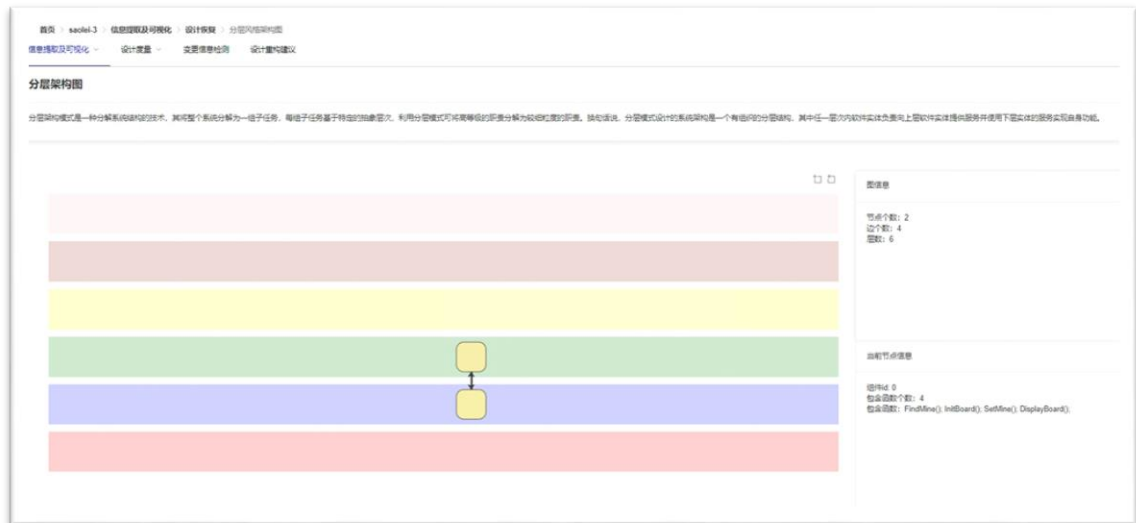 首页 > saolei-3 > 信息提取及可视化 > 设计恢复 > 分层风格架构图
信息提取及可视化 设计度量 变更信息检测 设计重构建议
分层架构图
分层架构模式是一种分解系统结构的技术，其将整个系统分解为一组子任务，每组子任务基于特定的抽象层次，利用分层模式可将高等级的职责分解为较细粒度的职责。换句话说，分层模式设计的系统架构是一个有组织的分层结构，其中任一层次内软件实体负责向上层软件实体提供服务并使用下层实体的服务实现自身功能。
图信息
节点个数：2
边个数：4
层数：6
当前节点信息
组件id: 0
包含函数个数：4
包含函数：FindMine(); InitBoard(); SetMine(); DisplayBoard();